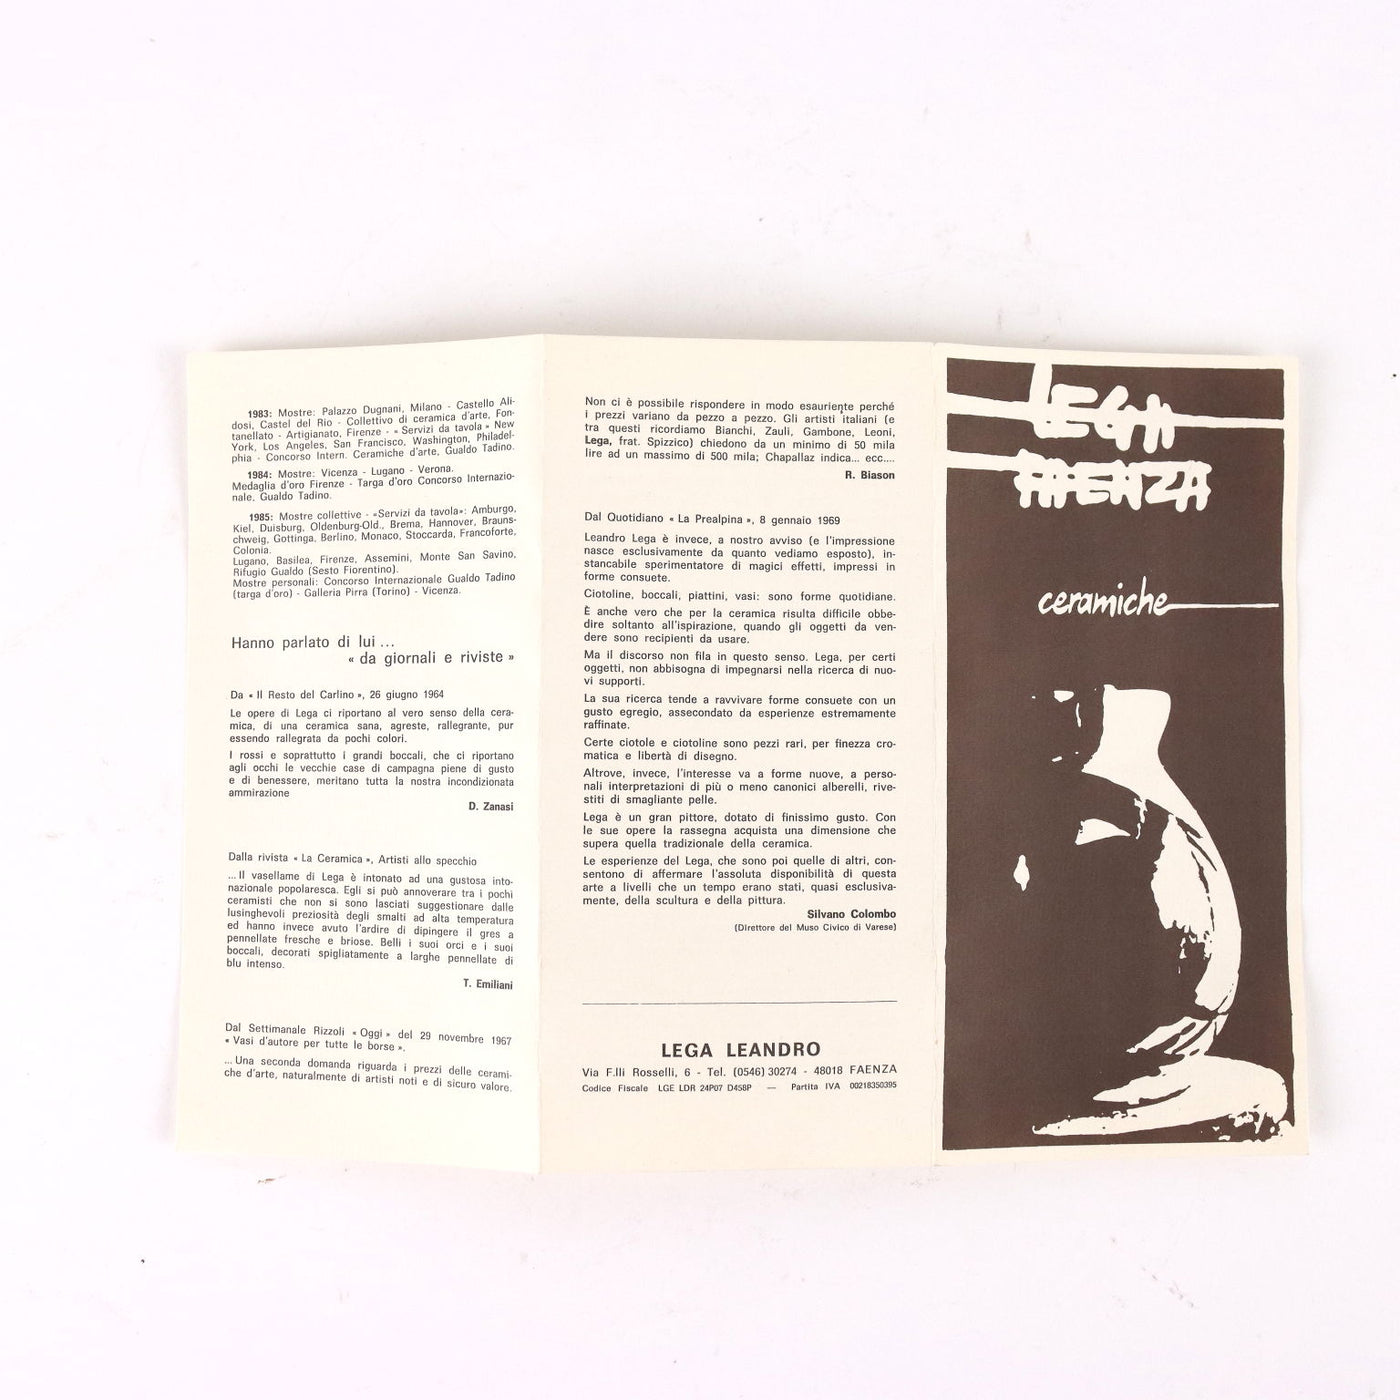 1983: Mostre: Palazzo Dugnani, Milano - Castello Ali-
dosi, Castel del Rio - Collettivo di ceramica d'arte, Fon-
tanellato - Artigianato, Firenze - « Servizi da tavola » New
York, Los Angeles, San Francisco, Washington, Philadel-
phia - Concorso Intern. Ceramiche d'arte, Gualdo Tadino.
1984: Mostre: Vicenza - Lugano - Verona.
Medaglia d'oro Firenze - Targa d'oro Concorso Internazio-
nale. Gualdo Tadino.
1985: Mostre collettive - «Servizi da tavola»: Amburgo,
Kiel, Duisburg, Oldenburg-Old., Brema, Hannover, Brauns-
chweig, Gottinga, Berlino, Monaco, Stoccarda, Francoforte,
Colonia.
Lugano, Basilea, Firenze, Assemini, Monte San Savino,
Rifugio Gualdo (Sesto Fiorentino).
Mostre personali: Concorso Internazionale Gualdo Tadino
(targa d'oro) - Galleria Pirra (Torino) - Vicenza.
Hanno parlato di lui ...
« da giornali e riviste »
Da « Il Resto del Carlino », 26 giugno 1964
Le opere di Lega ci riportano al vero senso della cera-
mica, di una ceramica sana, agreste, rallegrante, pur
essendo rallegrata da pochi colori.
I rossi e soprattutto i grandi boccali, che ci riportano
agli occhi le vecchie case di campagna piene di gusto
e di benessere, meritano tutta la nostra incondizionata
ammirazione
D. Zanasi
Dalla rivista « La Ceramica », Artisti allo specchio
... Il vasellame di Lega è intonato ad una gustosa into-
nazionale popolaresca. Egli si può annoverare tra i pochi
ceramisti che non si sono lasciati suggestionare dalle
lusinghevoli preziosità degli smalti ad alta temperatura
ed hanno invece avuto l'ardire di dipingere il gres a
pennellate fresche e briose. Belli i suoi orci e i suoi
boccali, decorati spigliatamente a larghe pennellate di
blu intenso.
T. Emiliani
Dal Settimanale Rizzoli « Oggi » del 29 novembre 1967
« Vasi d'autore per tutte le borse ».
... Una seconda domanda riguarda i prezzi delle cerami-
che d'arte, naturalmente di artisti noti e di sicuro valore.
Non ci è possibile rispondere in modo esauriente perché
i prezzi variano da pezzo a pezzo. Gli artisti italiani (e
tra questi ricordiamo Bianchi, Zauli, Gambone, Leoni,
Lega, frat. Spizzico) chiedono da un minimo di 50 mila
lire ad un massimo di 500 mila; Chapallaz indica... ecc....
R. Biason
Dal Quotidiano « La Prealpina », 8 gennaio 1969
Leandro Lega è invece, a nostro avviso (e l'impressione
nasce esclusivamente da quanto vediamo esposto), in-
stancabile sperimentatore di magici effetti, impressi in
forme consuete.
Ciotoline, boccali, piattini, vasi: sono forme quotidiane.
È anche vero che per la ceramica risulta difficile obbe-
dire soltanto all'ispirazione, quando gli oggetti da ven-
dere sono recipienti da usare.
Ma il discorso non fila in questo senso. Lega, per certi
oggetti, non abbisogna di impegnarsi nella ricerca di nuo-
vi supporti.
La sua ricerca tende a ravvivare forme consuete con un
gusto egregio, assecondato da esperienze estremamente
raffinate.
Certe ciotole e ciotoline sono pezzi rari, per finezza cro-
matica e libertà di disegno.
Altrove, invece, l'interesse va a forme nuove, a perso-
nali interpretazioni di più o meno canonici alberelli, rive-
stiti di smagliante pelle.
Lega è un gran pittore, dotato di finissimo gusto. Con
le sue opere la rassegna acquista una dimensione che
supera quella tradizionale della ceramica.
Le esperienze del Lega, che sono poi quelle di altri, con-
sentono di affermare l'assoluta disponibilità di questa
arte a livelli che un tempo erano stati, quasi esclusiva-
mente, della scultura e della pittura.
Silvano Colombo
(Direttore del Muso Civico di Varese)
LEGA LEANDRO
Via F.lli Rosselli, 6 - Tel. (0546) 30274 - 48018 FAENZA
Codice Fiscale LGE LDR 24P07 D458P — Partita IVA 00218350395
LEGA
FAENZA
ceramiche